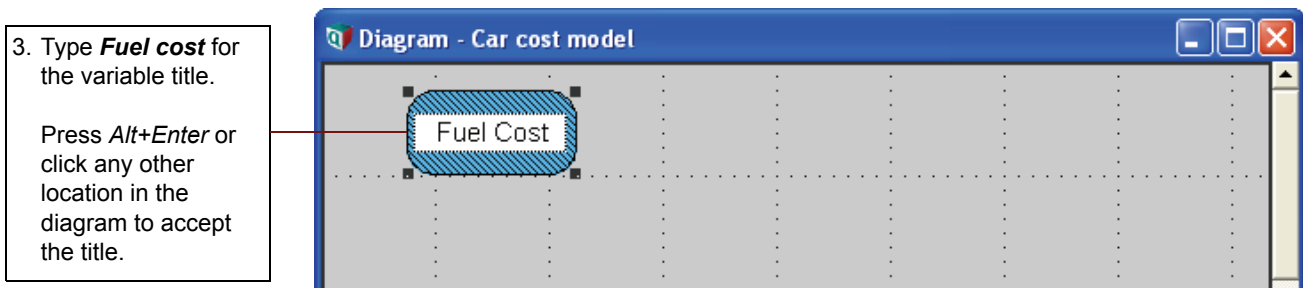 3. Type Fuel cost for
the variable title.
Press Alt+Enter or
click any other
location in the
diagram to accept
the title.
Diagram - Car cost model
Fuel Cost